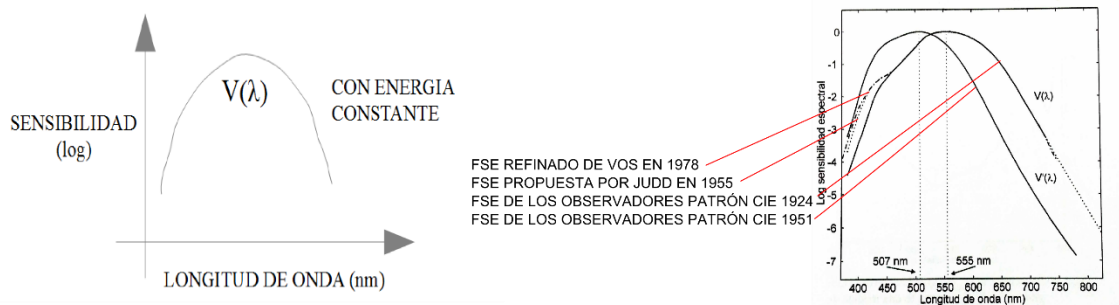 SENSIBILIDAD
(log)
V(λ)
CON ENERGIA
CONSTANTE
LONGITUD DE ONDA (nm)
FSE REFINADO DE VOS EN 1978
FSE PROPUESTA POR JUDD EN 1955
FSE DE LOS OBSERVADORES PATRÓN CIE 1924
FSE DE LOS OBSERVADORES PATRÓN CIE 1951
Log sensibilidad espectral
0
-1
-2
-3
-4
-5
-6
-7
V(λ)
V'(λ)
507 nm
555 nm
400 450 500 550 600 650 700 750 800
Longitud de onda (nm)